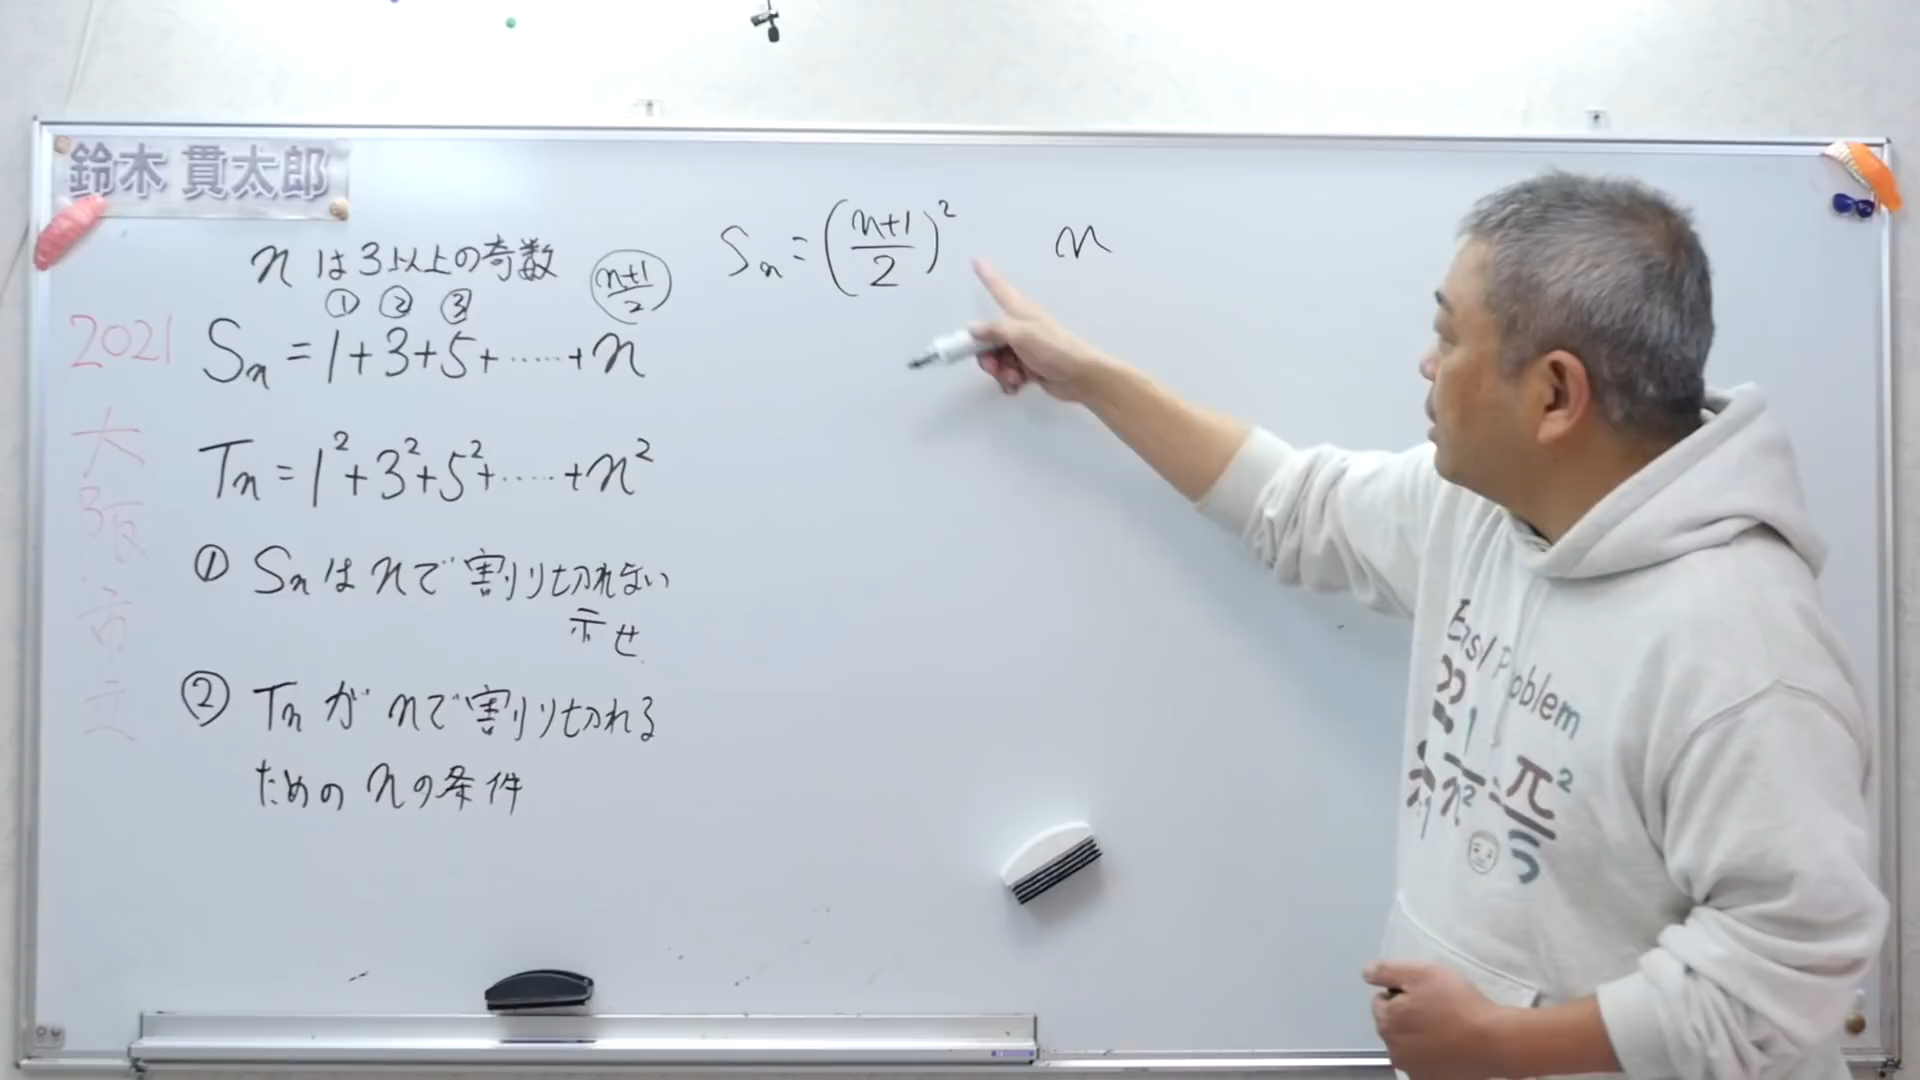 鈴木 貫太郎
nは3以上の奇数
① ② ③ (n+1)/2
Sn = 1+3+5+……+n
Tn = 1²+3²+5²+……+n²
① Snはnで割り切れない
示せ
② Tnがnで割り切れる
ためのnの条件
2021
大
阪
市
立
Sn = ((n+1)/2)² n
Easy Problem